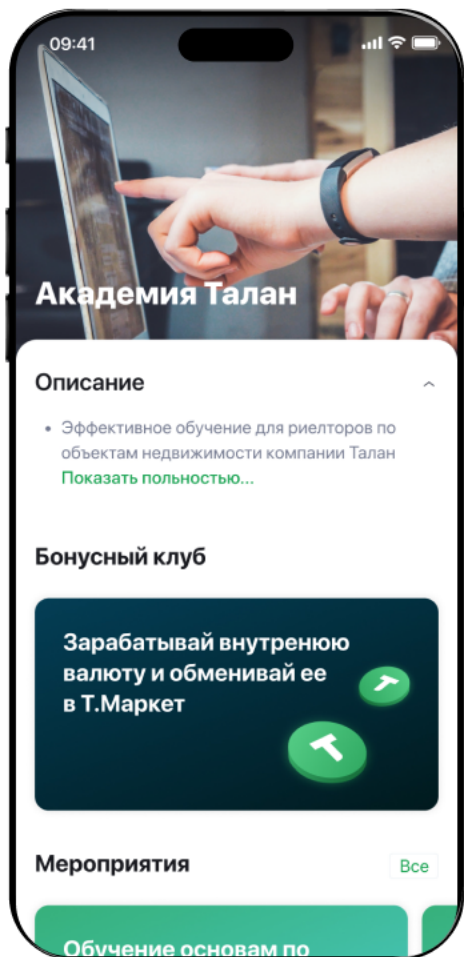 09:41
Академия Талан
Описание
• Эффективное обучение для риелторов по
объектам недвижимости компании Талан
Показать польностью...
Бонусный клуб
Зарабатывай внутренюю
валюту и обменивай ее
в Т.Маркет
Мероприятия
Все
Обучение основам по